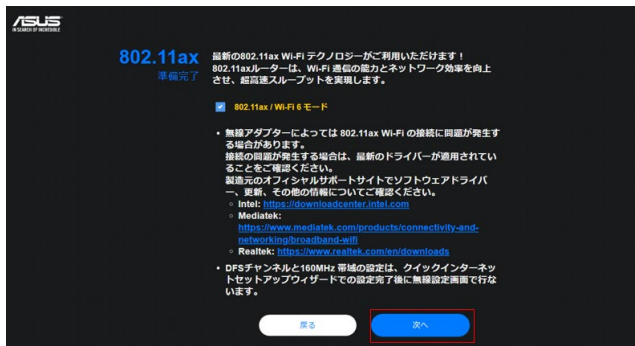 ASUS
IN SEARCH OF INCREDIBLE
802.11ax
準備完了
最新の802.11ax Wi-Fi テクノロジーがご利用いただけます！
802.11axルーターは、Wi-Fi 通信の能力とネットワーク効率を向上
させ、超高速スループットを実現します。
802.11ax / Wi-Fi 6 モード
• 無線アダプターによっては 802.11ax Wi-Fi の接続に問題が発生す
る場合があります。
接続の問題が発生する場合は、最新のドライバーが適用されてい
ることをご確認ください。
製造元のオフィシャルサポートサイトでソフトウェアドライバ
ー、更新、その他の情報についてご確認ください。
◦ Intel: https://downloadcenter.intel.com
◦ Mediatek:
https://www.mediatek.com/products/connectivity-and-
networking/broadband-wifi
◦ Realtek: https://www.realtek.com/en/downloads
• DFSチャンネルと160MHz 帯域の設定は、クイックインターネッ
トセットアップウィザードでの設定完了後に無線設定画面で行な
います。
戻る
次へ